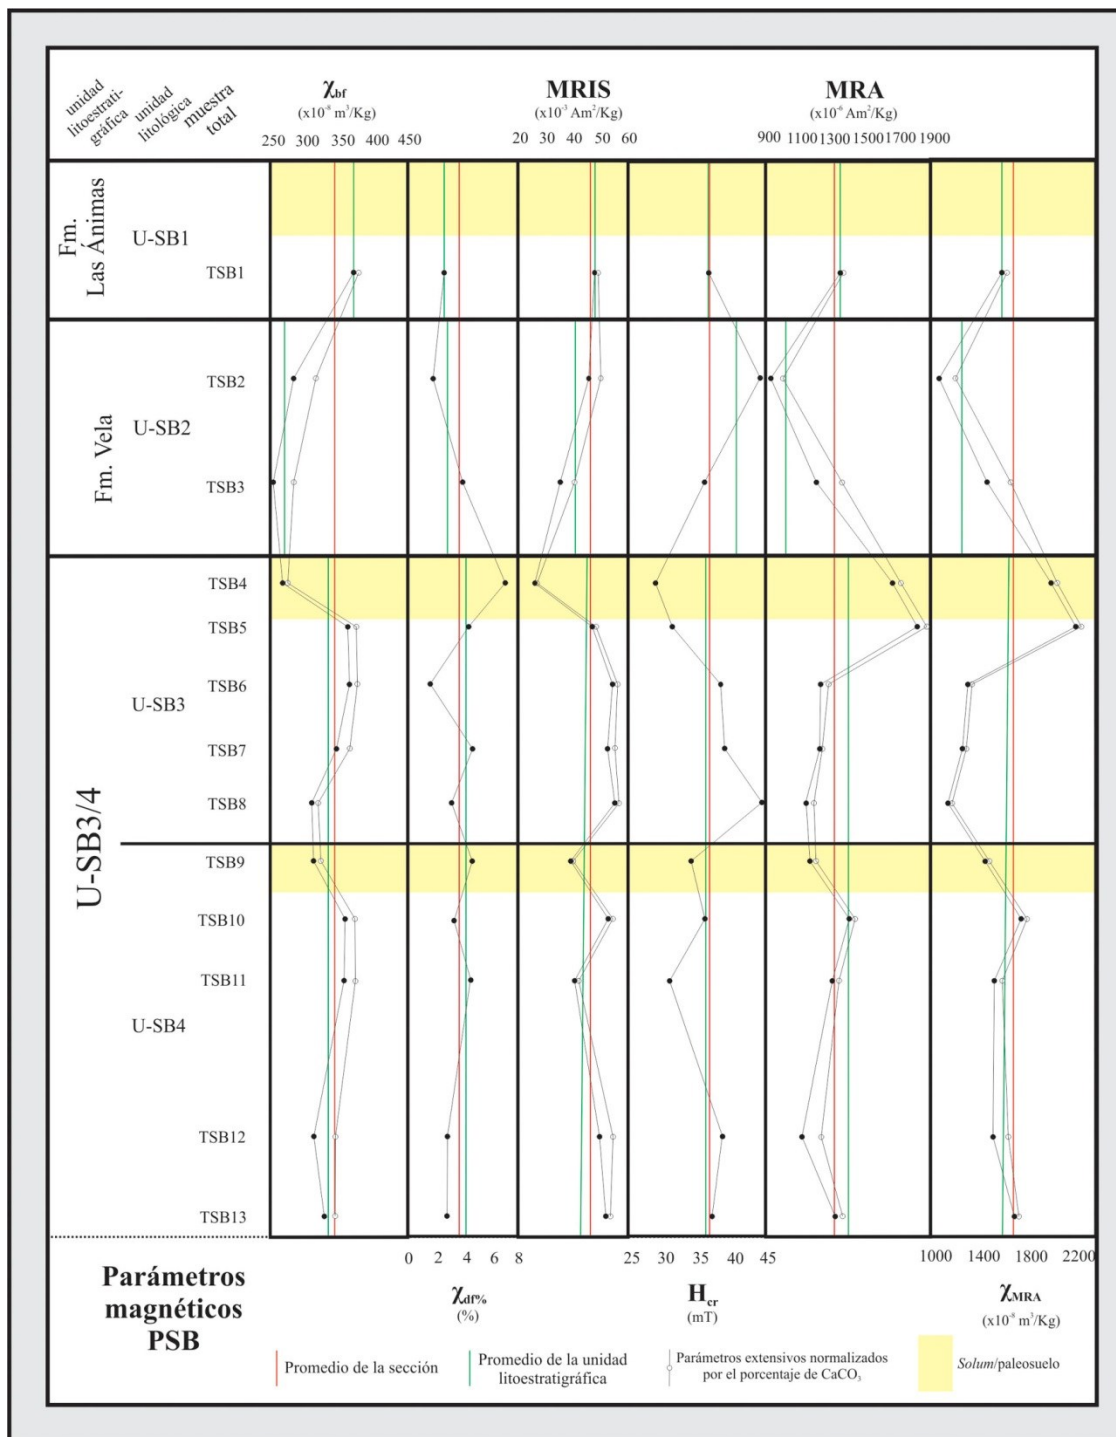 unidad
litoestrati-
gráfica
unidad
litológica
muestra
total
χbf
(x10⁻⁸ m³/Kg)
250 300 350 400 450
MRIS
(x10⁻³ Am²/Kg)
20 30 40 50 60
MRA
(x10⁻⁶ Am²/Kg)
900 1100 1300 1500 1700 1900
Fm.
Las Ánimas
U-SB1
TSB1
Fm. Vela
U-SB2
TSB2
TSB3
U-SB3/4
TSB4
TSB5
TSB6
U-SB3
TSB7
TSB8
TSB9
TSB10
TSB11
U-SB4
TSB12
TSB13
0 2 4 6 8
χdf%
(%)
25 35 40 45
Hcr
(mT)
1000 1400 1800 2200
χMRA
(x10⁻⁸ m³/Kg)
Parámetros
magnéticos
PSB
Promedio de la sección
Promedio de la unidad
litoestratigráfica
Parámetros extensivos normalizados
por el porcentaje de CaCO₃
Solum/paleosuelo